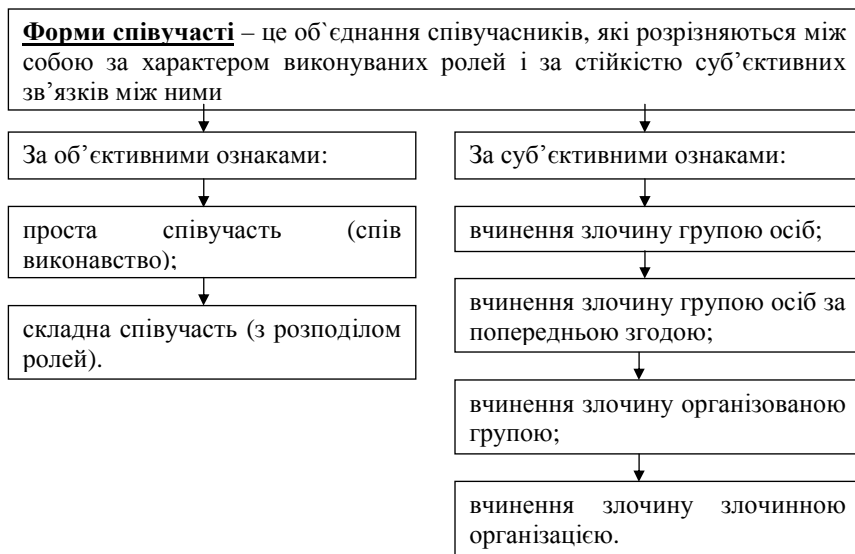 Форми співучасті – це об`єднання співучасників, які розрізняються між
собою за характером виконуваних ролей і за стійкістю суб’єктивних
зв’язків між ними
За об’єктивними ознаками:
проста співучасть (спів
виконавство);
складна співучасть (з розподілом
ролей).
За суб’єктивними ознаками:
вчинення злочину групою осіб;
вчинення злочину групою осіб за
попередньою згодою;
вчинення злочину організованою
групою;
вчинення злочину злочинною
організацією.